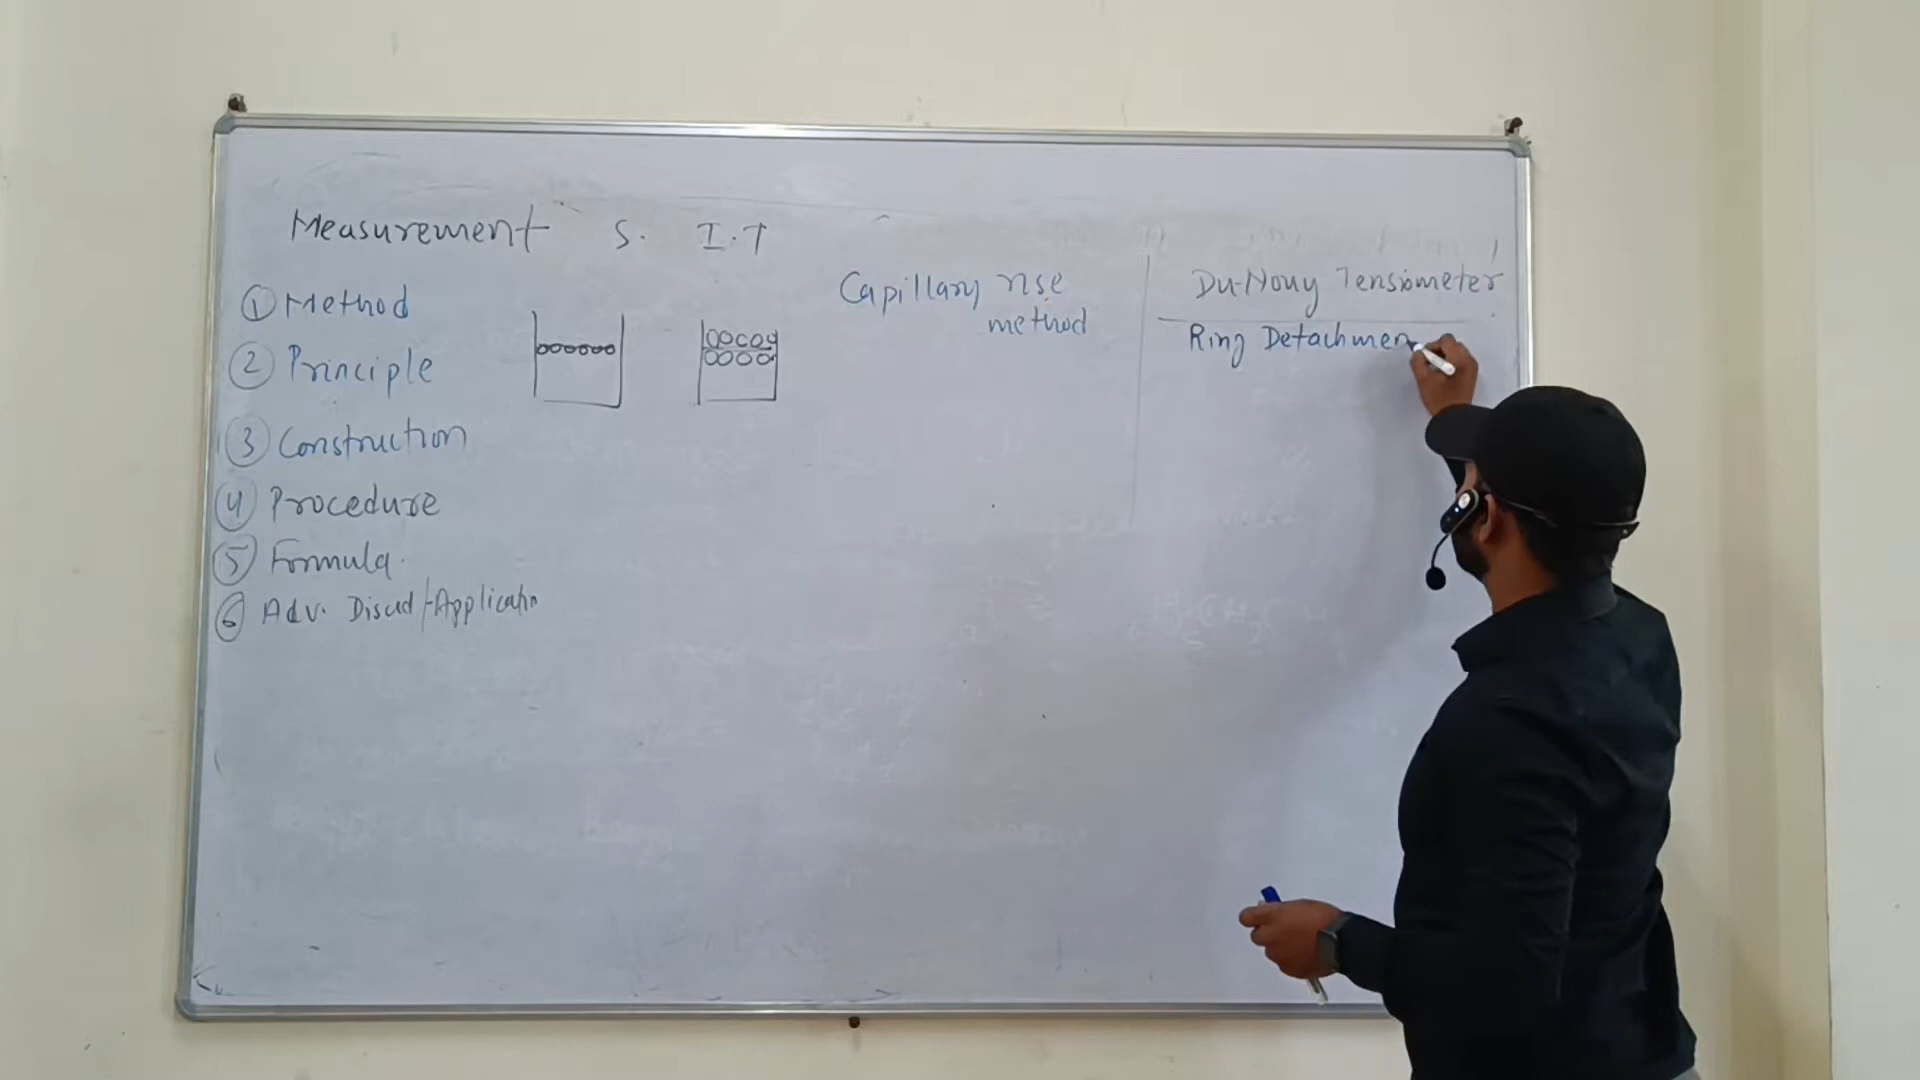 Measurement S. I.T
① Method
② Principle
③ Construction
④ Procedure
⑤ Formula.
⑥ Adv. Disad/Applicatn
Capillary rise
method
Du-Nouy Tensiometer
Ring Detachmen